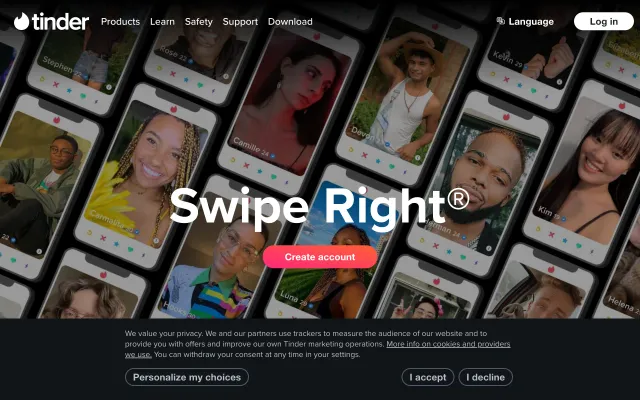 tinder
Products Learn Safety Support Download
Language
Log in
Stephen
Rose 22
Camille 24
Kevin 29
Kim
Luna
Helena
22
Swipe Right®
Create account
We value your privacy. We and our partners use trackers to measure the audience of our website and to
provide you with offers and improve our own Tinder marketing operations. More info on cookies and providers
we use. You can withdraw your consent at any time in your settings.
Personalize my choices
I accept
I decline